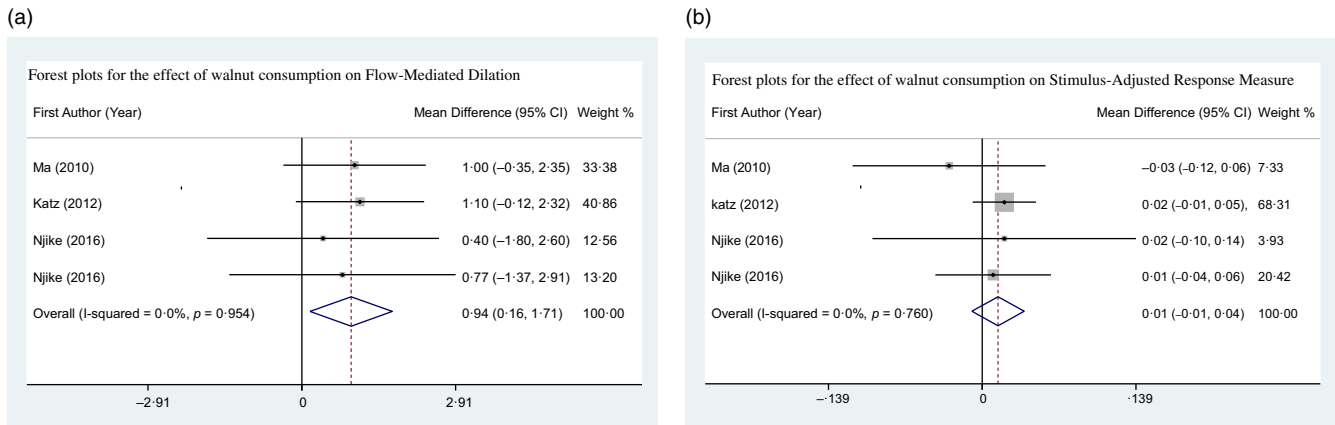 (a)
Forest plots for the effect of walnut consumption on Flow-Mediated Dilation
First Author (Year) Mean Difference (95% CI) Weight %
Ma (2010) 1·00 (–0·35, 2·35) 33·38
Katz (2012) 1·10 (–0·12, 2·32) 40·86
Njike (2016) 0·40 (–1·80, 2·60) 12·56
Njike (2016) 0·77 (–1·37, 2·91) 13·20
Overall (I-squared = 0·0%, p = 0·954) 0·94 (0·16, 1·71) 100·00
–2·91 0 2·91
(b)
Forest plots for the effect of walnut consumption on Stimulus-Adjusted Response Measure
First Author (Year) Mean Difference (95% CI) Weight %
Ma (2010) –0·03 (–0·12, 0·06) 7·33
katz (2012) 0·02 (–0·01, 0·05), 68·31
Njike (2016) 0·02 (–0·10, 0·14) 3·93
Njike (2016) 0·01 (–0·04, 0·06) 20·42
Overall (I-squared = 0·0%, p = 0·760) 0·01 (–0·01, 0·04) 100·00
–·139 0 ·139